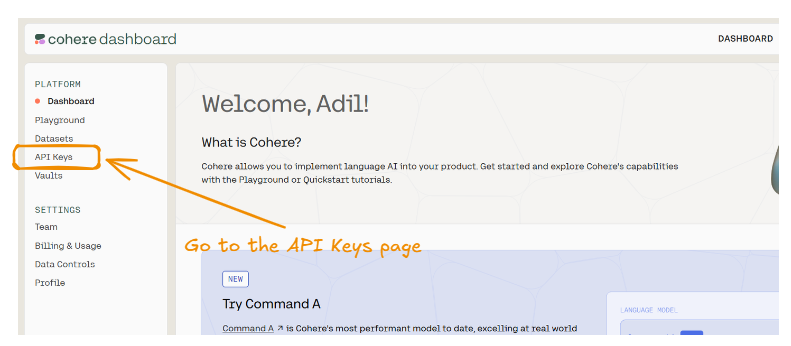 cohere dashboard
DASHBOARD
PLATFORM
Dashboard
Playground
Datasets
API Keys
Vaults
SETTINGS
Team
Billing & Usage
Data Controls
Profile
Welcome, Adil!
What is Cohere?
Cohere allows you to implement language AI into your product. Get started and explore Cohere's capabilities
with the Playground or Quickstart tutorials.
Go to the API Keys page
NEW
Try Command A
Command A ↗ is Cohere's most performant model to date, excelling at real world
LANGUAGE MODEL